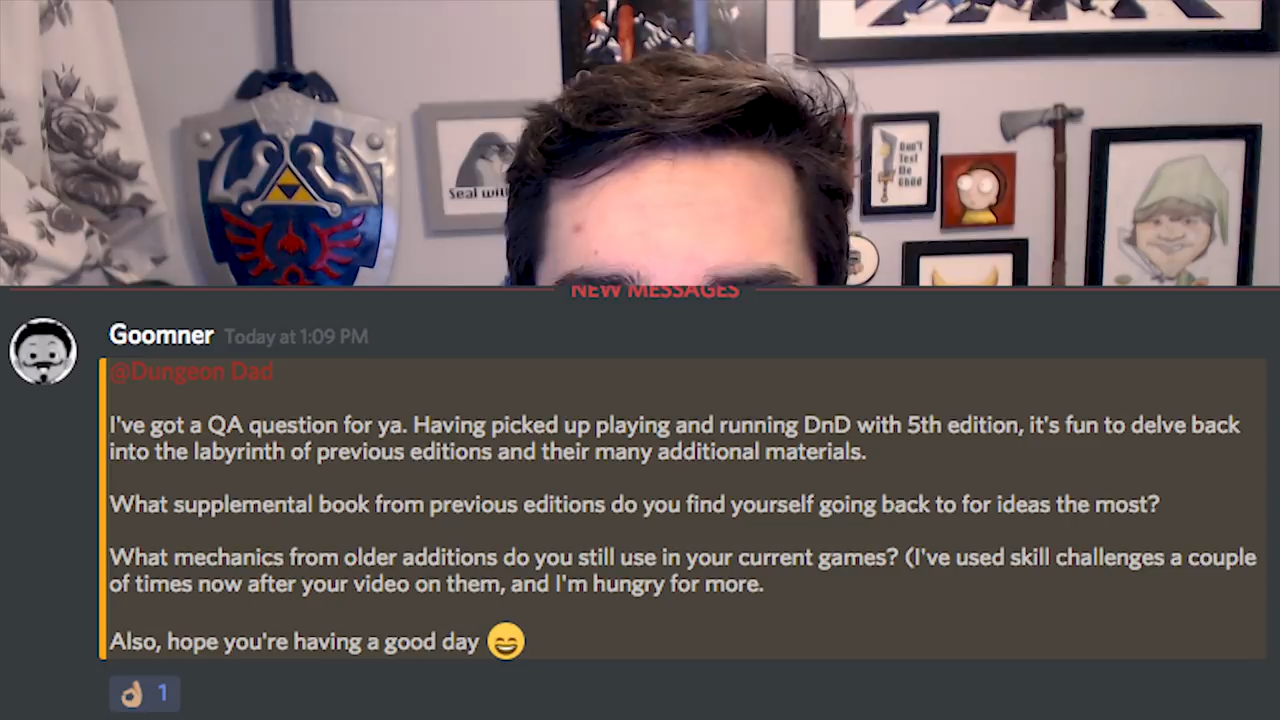 Don't
Test
Me
Child
Seal
NEW MESSAGES
Goomner Today at 1:09 PM
@Dungeon Dad
I've got a QA question for ya. Having picked up playing and running DnD with 5th edition, it's fun to delve back
into the labyrinth of previous editions and their many additional materials.
What supplemental book from previous editions do you find yourself going back to for ideas the most?
What mechanics from older additions do you still use in your current games? (I've used skill challenges a couple
of times now after your video on them, and I'm hungry for more.
Also, hope you're having a good day
1